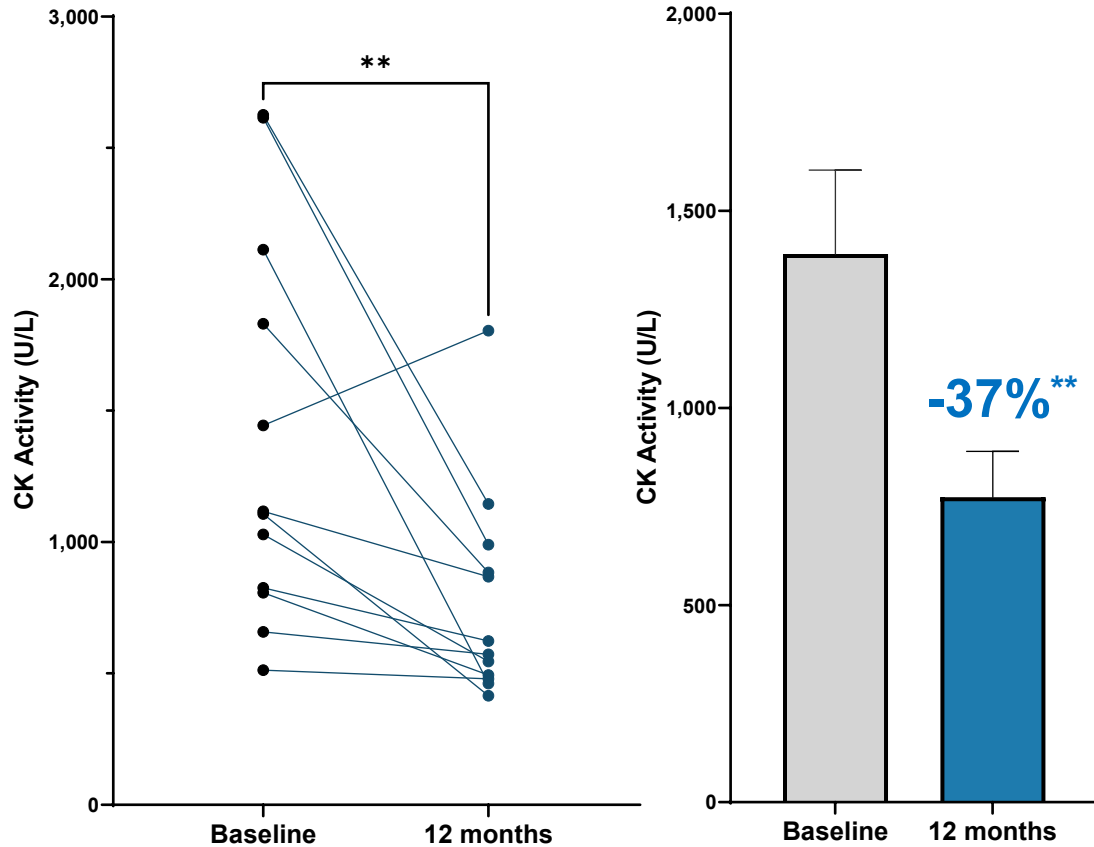 CK Activity (U/L)
3,000
2,000
1,000
0
**
Baseline
12 months
CK Activity (U/L)
2,000
1,500
1,000
500
0
-37%**
Baseline
12 months